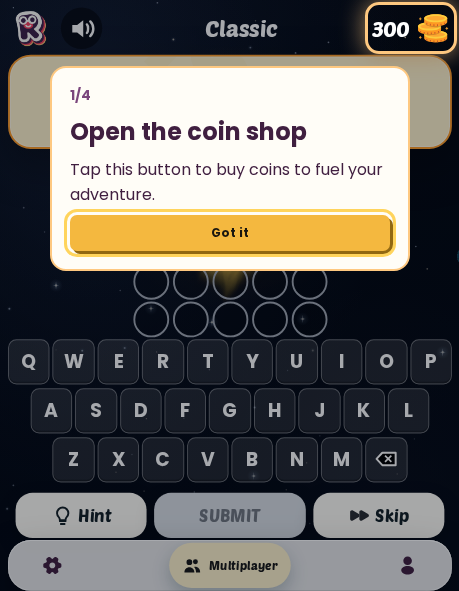 Classic
300
1/4
Open the coin shop
Tap this button to buy coins to fuel your
adventure.
Got it
Q W E R T Y U I O P
A S D F G H J K L
Z X C V B N M
Hint SUBMIT Skip
Multiplayer